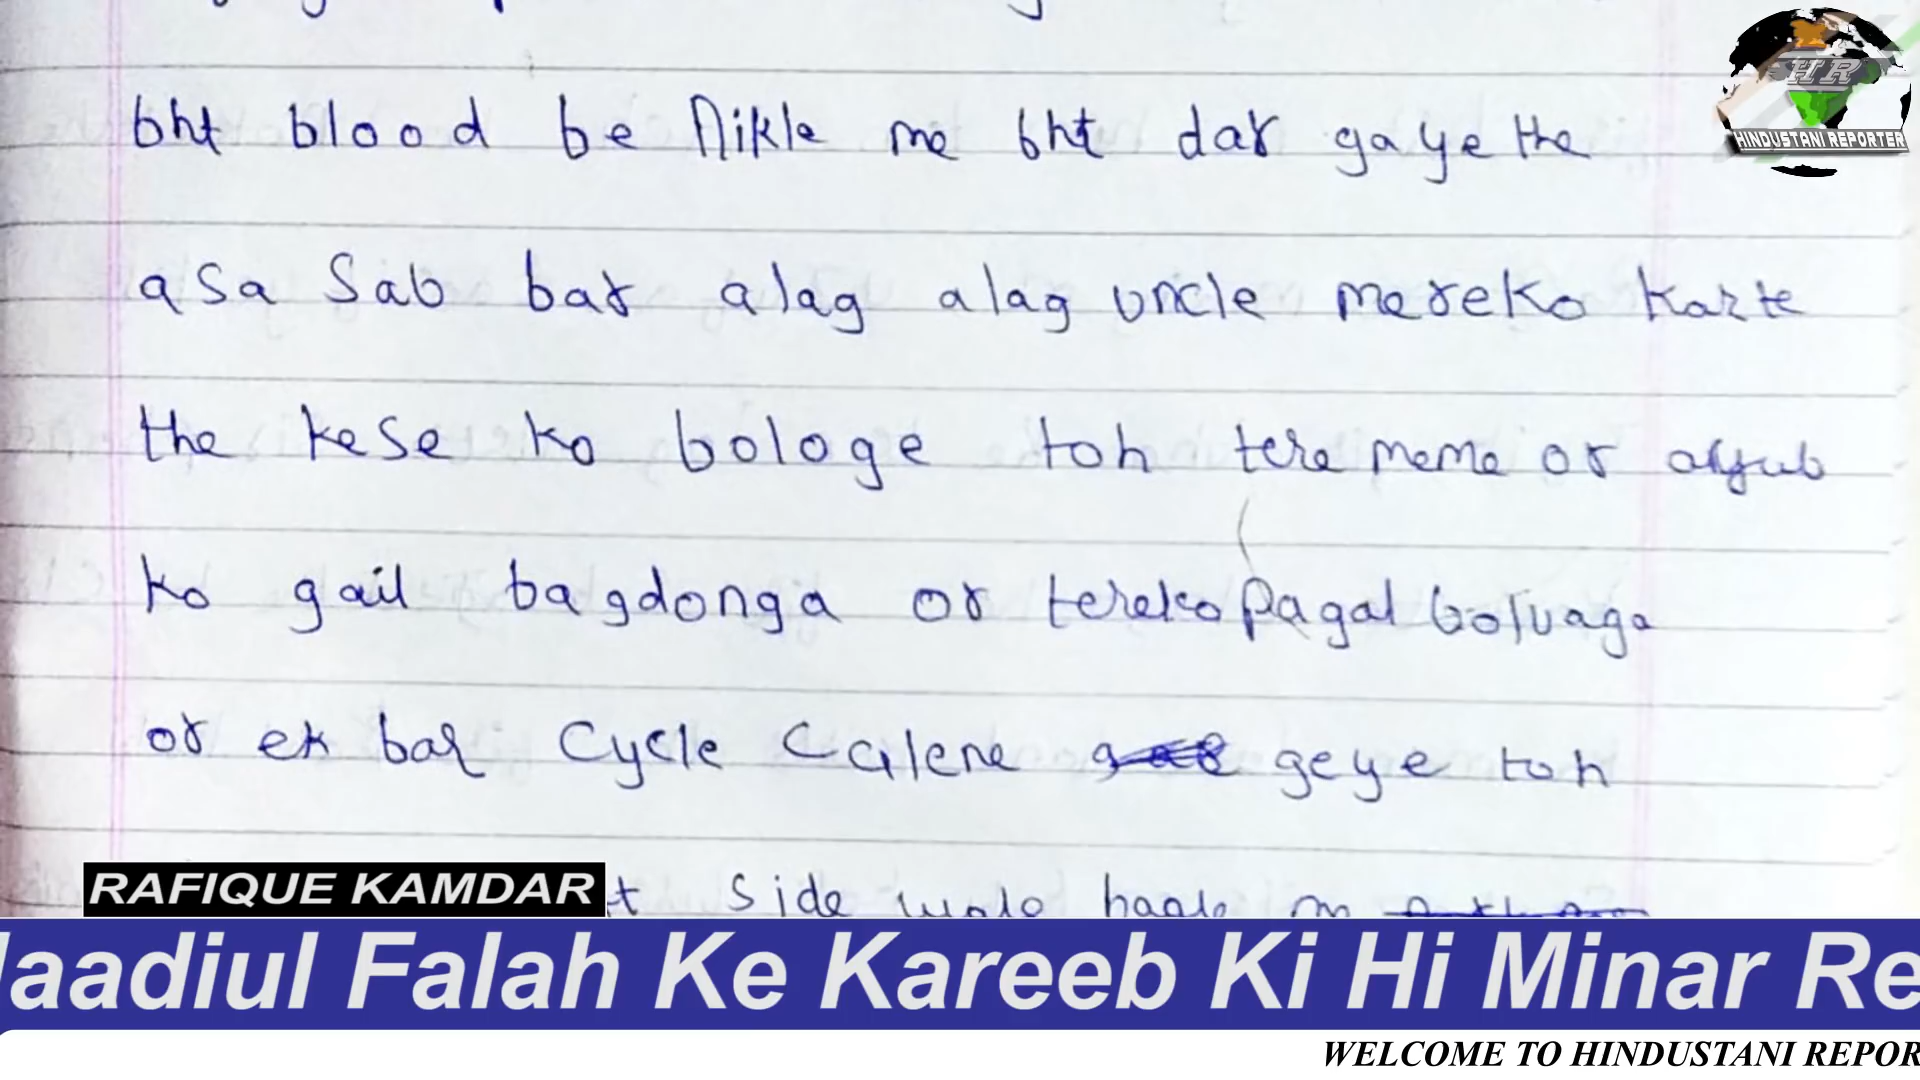 HR
HINDUSTANI REPORTER
bht blood be Nikle me bht dar gaye the
asa sab bar alag alag uncle mereko karte
the kese ko bologe toh tere meme or ayub
ko gail bagdonga or tereko pagal boluaga
or ek bar Cycle Calene geye toh
t side wale
RAFIQUE KAMDAR
aadiul Falah Ke Kareeb Ki Hi Minar Re
WELCOME TO HINDUSTANI REPOR